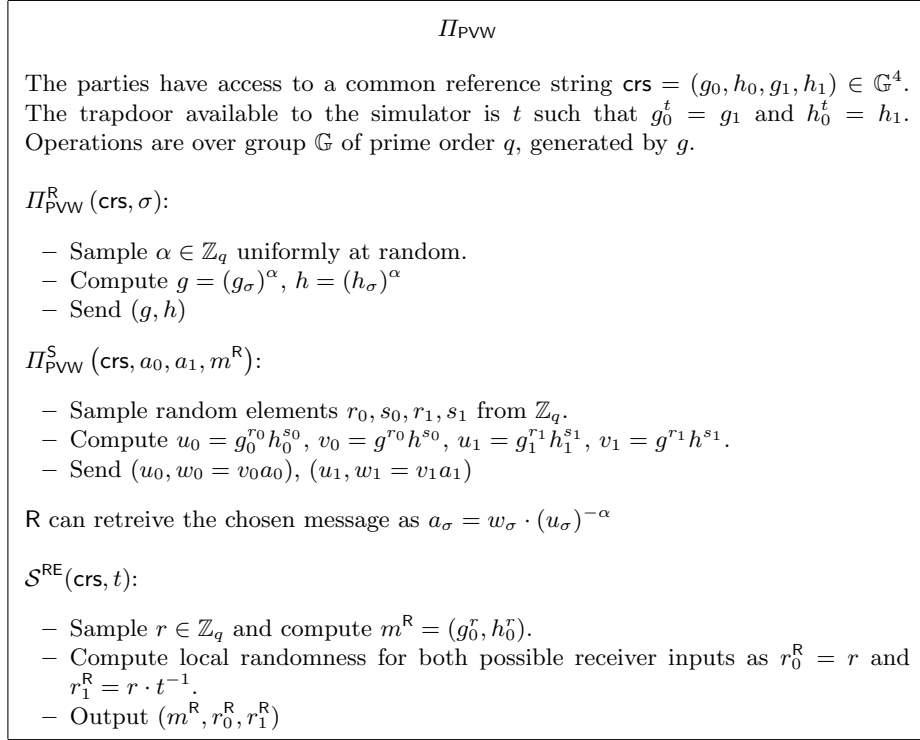 Π_PVW
The parties have access to a common reference string crs = (g_0, h_0, g_1, h_1) ∈ 𝔾^4.
The trapdoor available to the simulator is t such that g_0^t = g_1 and h_0^t = h_1.
Operations are over group 𝔾 of prime order q, generated by g.
Π_PVW^R (crs, σ):
– Sample α ∈ ℤ_q uniformly at random.
– Compute g = (g_σ)^α, h = (h_σ)^α
– Send (g, h)
Π_PVW^S (crs, a_0, a_1, m^R):
– Sample random elements r_0, s_0, r_1, s_1 from ℤ_q.
– Compute u_0 = g_0^{r_0} h_0^{s_0}, v_0 = g^{r_0} h^{s_0}, u_1 = g_1^{r_1} h_1^{s_1}, v_1 = g^{r_1} h^{s_1}.
– Send (u_0, w_0 = v_0 a_0), (u_1, w_1 = v_1 a_1)
R can retreive the chosen message as a_σ = w_σ · (u_σ)^{−α}
𝒮^RE(crs, t):
– Sample r ∈ ℤ_q and compute m^R = (g_0^r, h_0^r).
– Compute local randomness for both possible receiver inputs as r_0^R = r and
r_1^R = r · t^{−1}.
– Output (m^R, r_0^R, r_1^R)